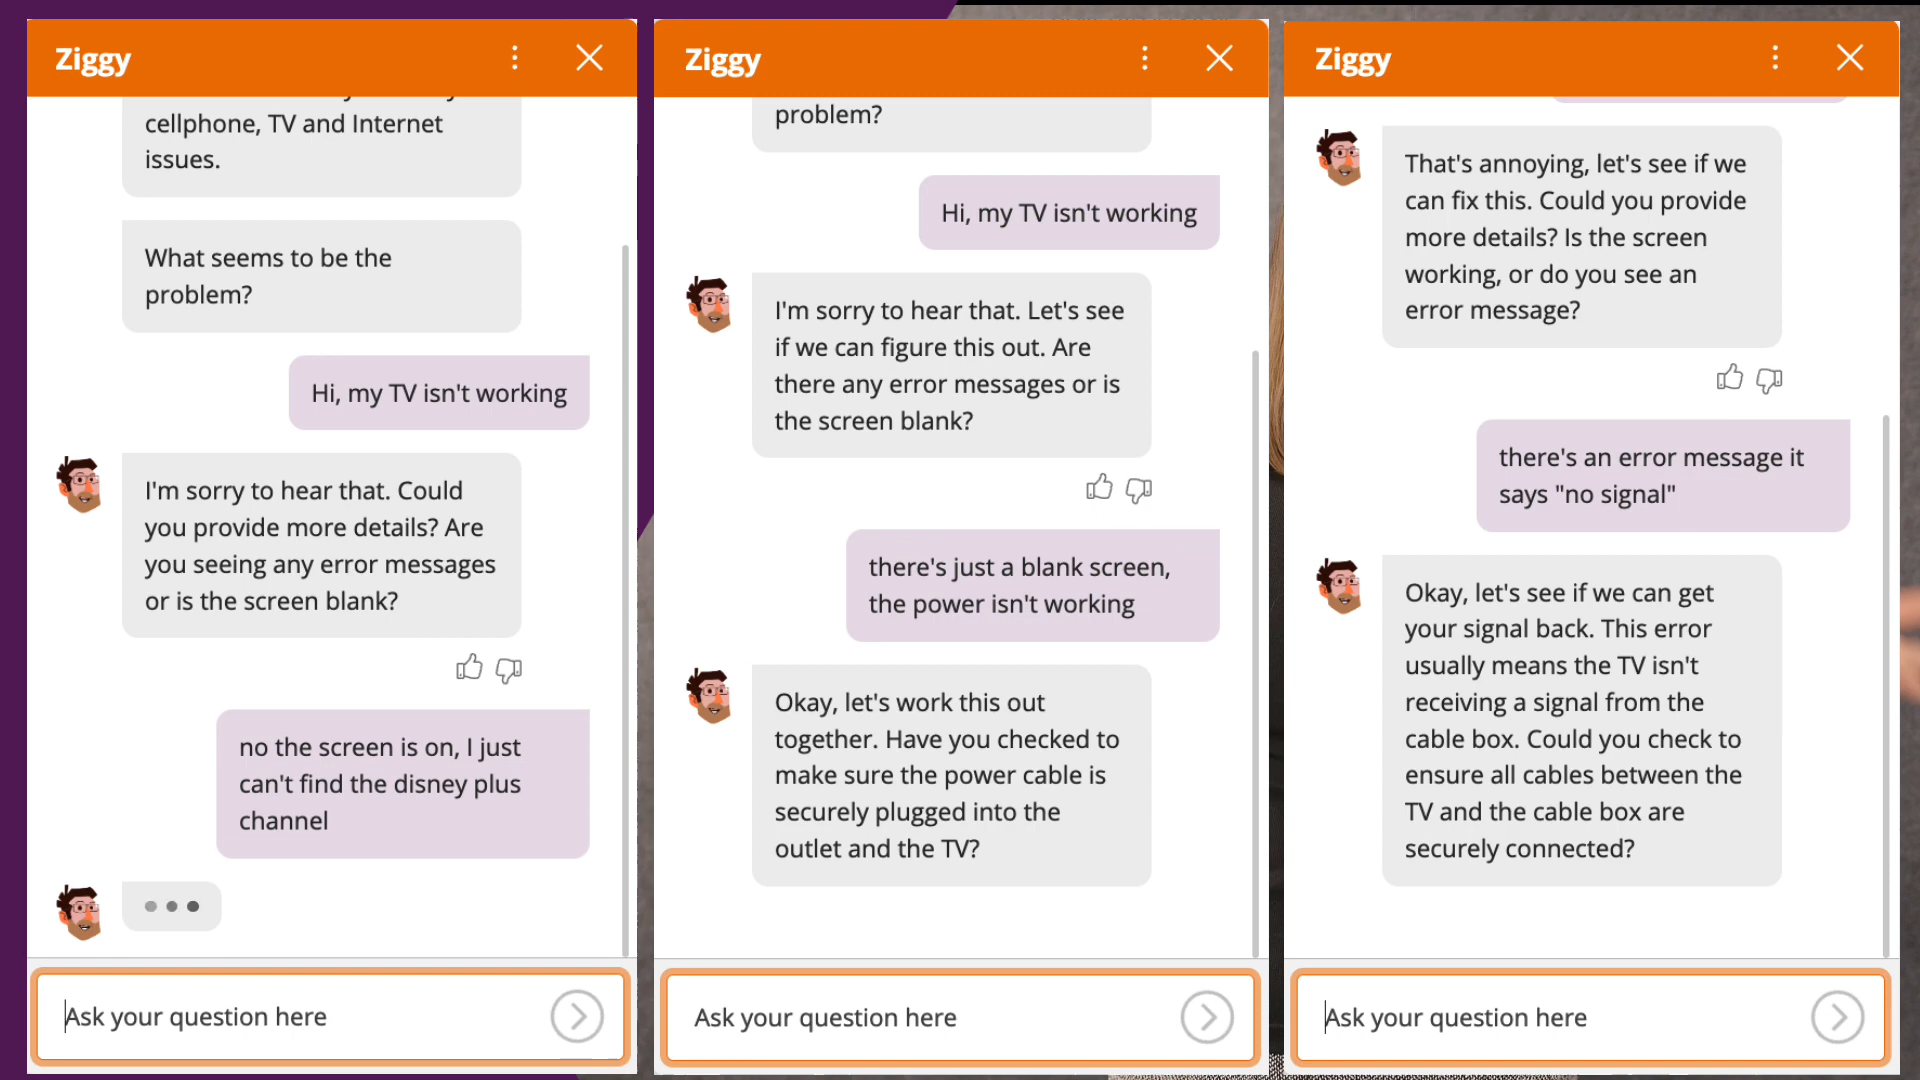 Ziggy
cellphone, TV and Internet
issues.
What seems to be the
problem?
Hi, my TV isn't working
I'm sorry to hear that. Could
you provide more details? Are
you seeing any error messages
or is the screen blank?
no the screen is on, I just
can't find the disney plus
channel
Ask your question here
Ziggy
problem?
Hi, my TV isn't working
I'm sorry to hear that. Let's see
if we can figure this out. Are
there any error messages or is
the screen blank?
there's just a blank screen,
the power isn't working
Okay, let's work this out
together. Have you checked to
make sure the power cable is
securely plugged into the
outlet and the TV?
Ask your question here
Ziggy
That's annoying, let's see if we
can fix this. Could you provide
more details? Is the screen
working, or do you see an
error message?
there's an error message it
says "no signal"
Okay, let's see if we can get
your signal back. This error
usually means the TV isn't
receiving a signal from the
cable box. Could you check to
ensure all cables between the
TV and the cable box are
securely connected?
Ask your question here